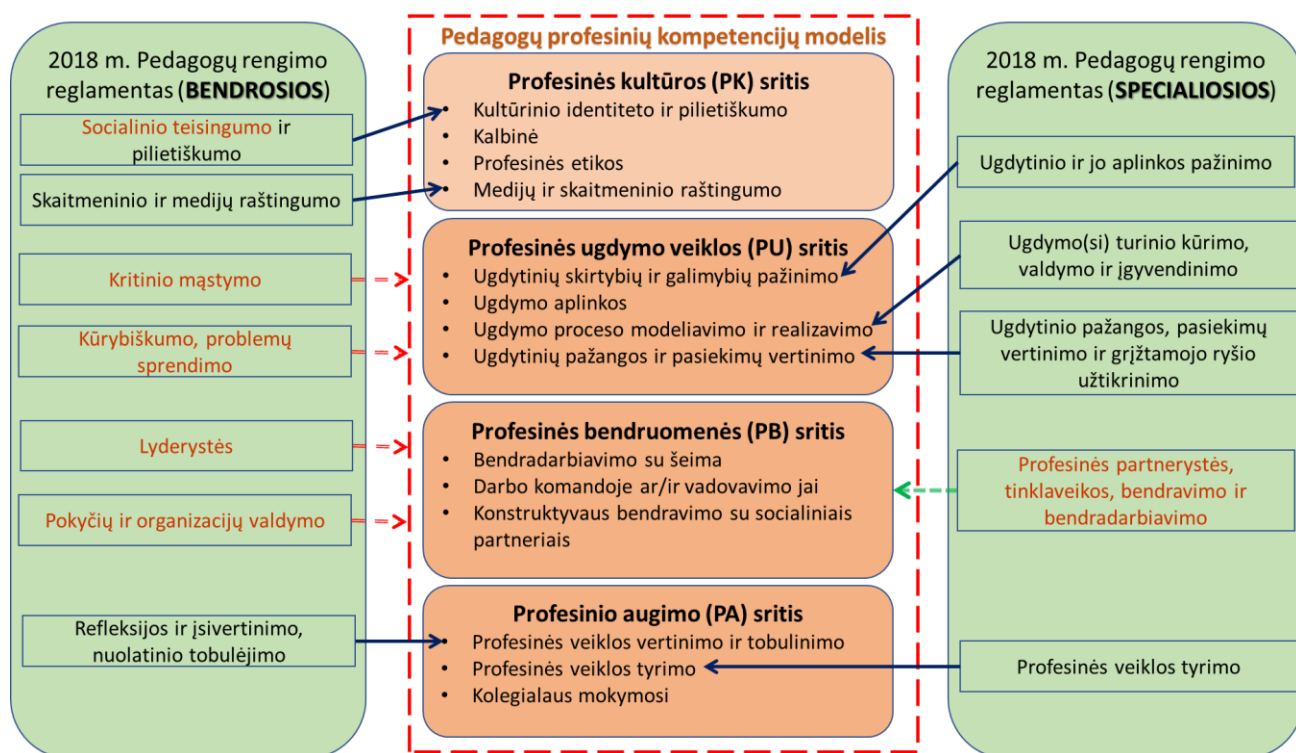 2018 m. Pedagogų rengimo
reglamentas (BENDROSIOS)
Socialinio teisingumo ir
pilietiškumo
Skaitmeninio ir medijų raštingumo
Kritinio mąstymo
Kūrybiškumo, problemų
sprendimo
Lyderystės
Pokyčių ir organizacijų valdymo
Refleksijos ir įsivertinimo,
nuolatinio tobulėjimo
Pedagogų profesinių kompetencijų modelis
Profesinės kultūros (PK) sritis
• Kultūrinio identiteto ir pilietiškumo
• Kalbinė
• Profesinės etikos
• Medijų ir skaitmeninio raštingumo
Profesinės ugdymo veiklos (PU) sritis
• Ugdytinių skirtybių ir galimybių pažinimo
• Ugdymo aplinkos
• Ugdymo proceso modeliavimo ir realizavimo
• Ugdytinių pažangos ir pasiekimų vertinimo
Profesinės bendruomenės (PB) sritis
• Bendradarbiavimo su šeima
• Darbo komandoje ar/ir vadovavimo jai
• Konstruktyvaus bendravimo su socialiniais
partneriais
Profesinio augimo (PA) sritis
• Profesinės veiklos vertinimo ir tobulinimo
• Profesinės veiklos tyrimo
• Kolegialaus mokymosi
2018 m. Pedagogų rengimo
reglamentas (SPECIALIOSIOS)
Ugdytinio ir jo aplinkos pažinimo
Ugdymo(si) turinio kūrimo,
valdymo ir įgyvendinimo
Ugdytinio pažangos, pasiekimų
vertinimo ir grįžtamojo ryšio
užtikrinimo
Profesinės partnerystės,
tinklaveikos, bendravimo ir
bendradarbiavimo
Profesinės veiklos tyrimo